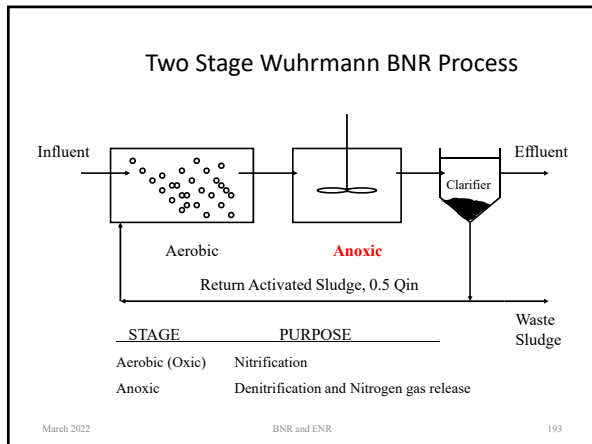 Two Stage Wuhrmann BNR Process
Influent
Effluent
Clarifier
Aerobic
Anoxic
Return Activated Sludge, 0.5 Qin
Waste
Sludge
STAGE PURPOSE
Aerobic (Oxic) Nitrification
Anoxic Denitrification and Nitrogen gas release
March 2022 BNR and ENR 193